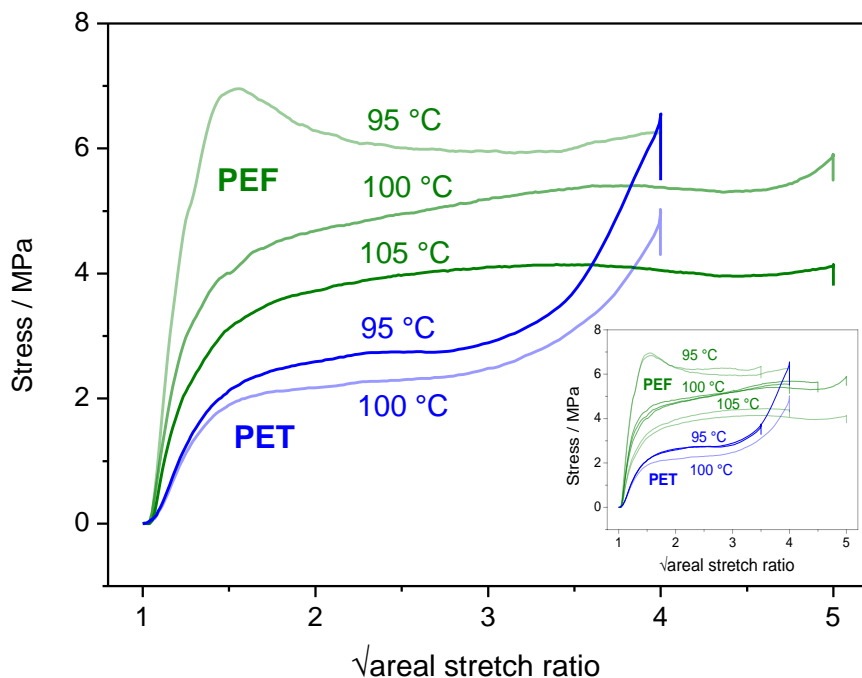 8
6
4
2
0
Stress / MPa
95 °C
PEF
100 °C
105 °C
95 °C
PET
100 °C
1
2
3
4
5
√areal stretch ratio
8
6
4
2
0
Stress / MPa
95 °C
PEF
100 °C
105 °C
95 °C
PET
100 °C
1
2
3
4
5
√areal stretch ratio